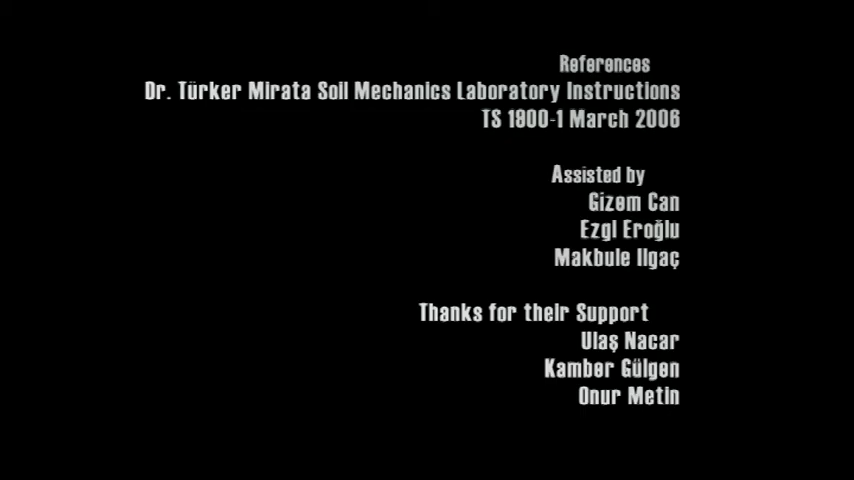 References
Dr. Türker Mirata Soil Mechanics Laboratory Instructions
TS 1900-1 March 2006
Assisted by
Gizem Can
Ezgi Eroğlu
Makbule Ilgaç
Thanks for their Support
Ulaş Nacar
Kamber Gülgen
Onur Metin